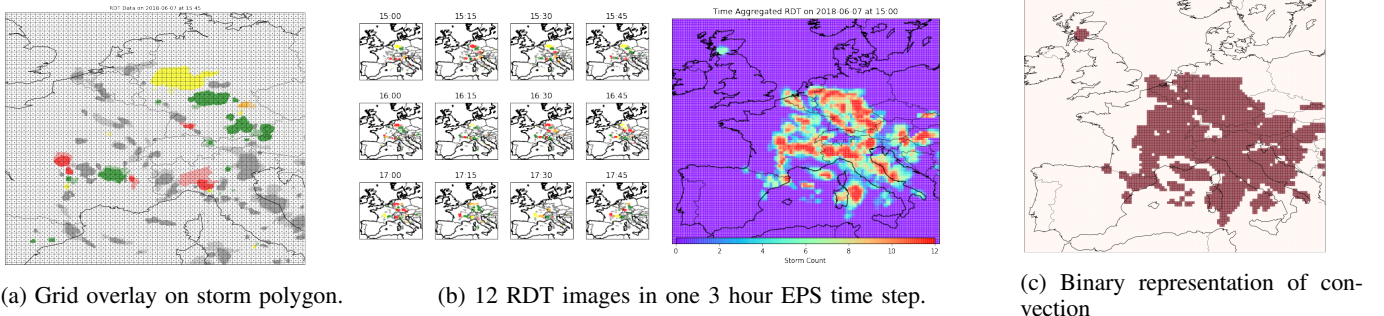 RDT Data on 2018-06-07 at 15:45
15:00 15:15 15:30 15:45
16:00 16:15 16:30 16:45
17:00 17:15 17:30 17:45
Time Aggregated RDT on 2018-06-07 at 15:00
0 2 4 6 8 10 12
Storm Count
10
(a) Grid overlay on storm polygon.
(b) 12 RDT images in one 3 hour EPS time step.
(c) Binary representation of con-
vection